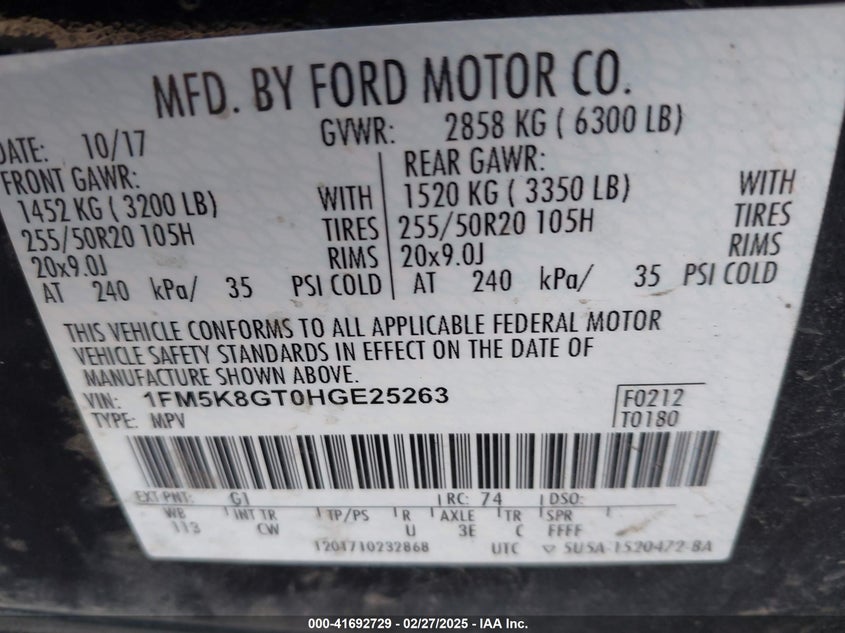 MFD. BY FORD MOTOR CO.
DATE: 10/17 GVWR: 2858 KG ( 6300 LB)
FRONT GAWR: REAR GAWR:
1452 KG ( 3200 LB) WITH 1520 KG ( 3350 LB) WITH
255/50R20 105H TIRES 255/50R20 105H TIRES
20x9.0J RIMS 20x9.0J RIMS
AT 240 kPa/ 35 PSI COLD AT 240 kPa/ 35 PSI COLD
THIS VEHICLE CONFORMS TO ALL APPLICABLE FEDERAL MOTOR
VEHICLE SAFETY STANDARDS IN EFFECT ON THE DATE OF
MANUFACTURE SHOWN ABOVE.
VIN: 1FM5K8GT0HGE25263 F0212
TYPE: MPV T0180
EXT PNT: G1 RC: 74 DSO:
WB INT TR TP/PS R AXLE TR SPR
113 CW U 3E C FFFF
1201710232868 UTC ▽ 5U5A-1520472-BA
000-41692729 - 02/27/2025 - IAA Inc.